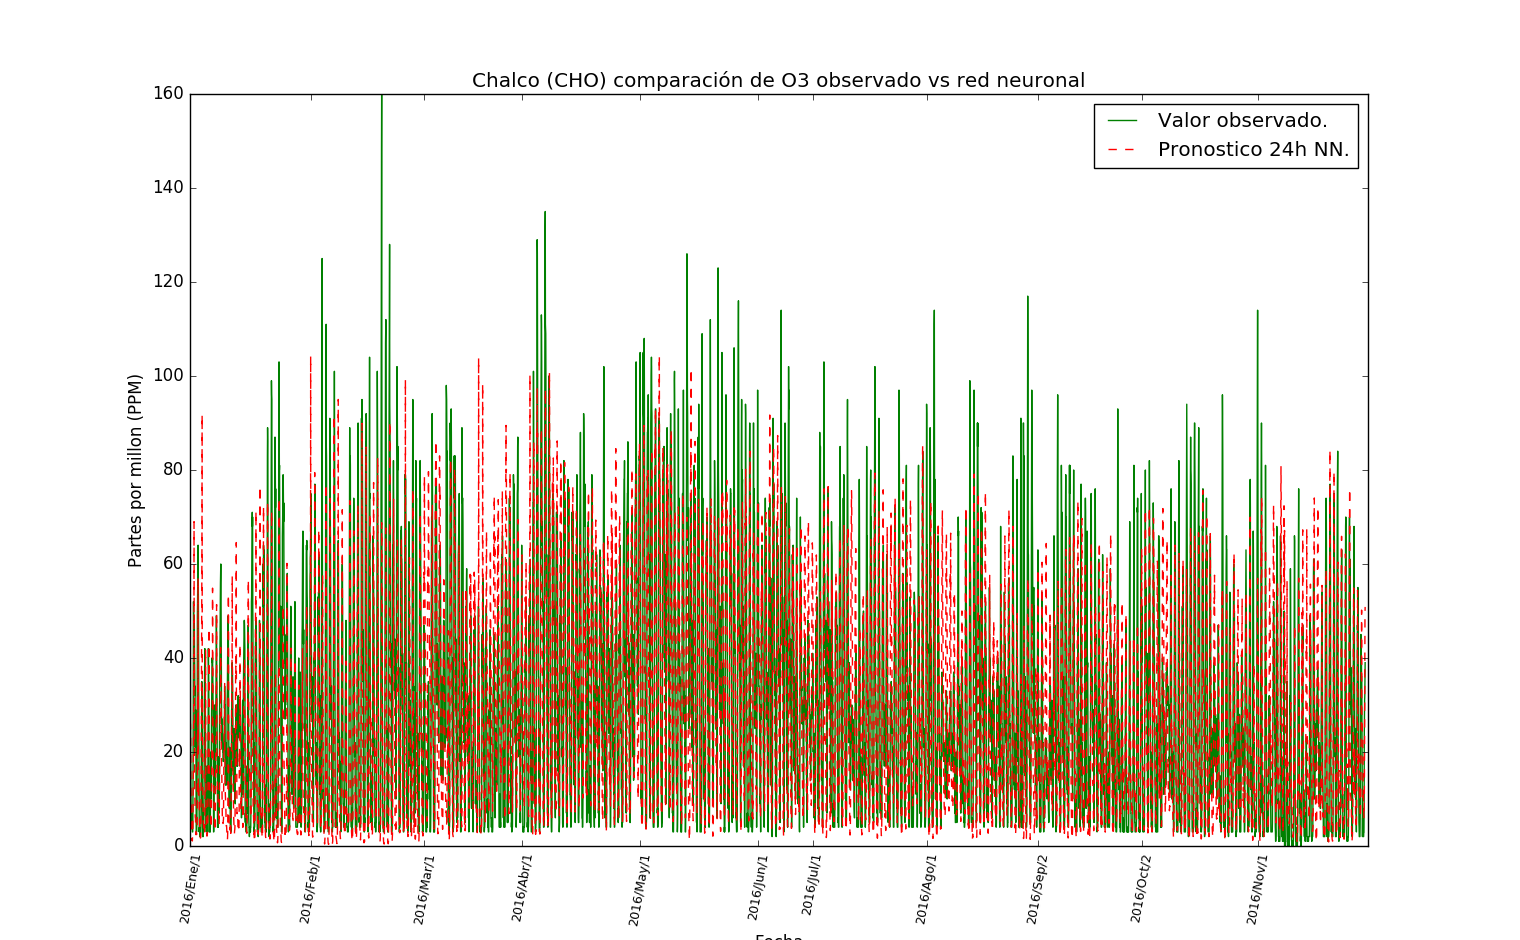 Chalco (CHO) comparación de O3 observado vs red neuronal
160
140
120
100
80
60
40
20
0
Partes por millon (PPM)
Valor observado.
Pronostico 24h NN.
2016/Ene/1
2016/Feb/1
2016/Mar/1
2016/Abr/1
2016/May/1
2016/Jun/1
2016/Jul/1
2016/Ago/1
2016/Sep/2
2016/Oct/2
2016/Nov/1
Fecha